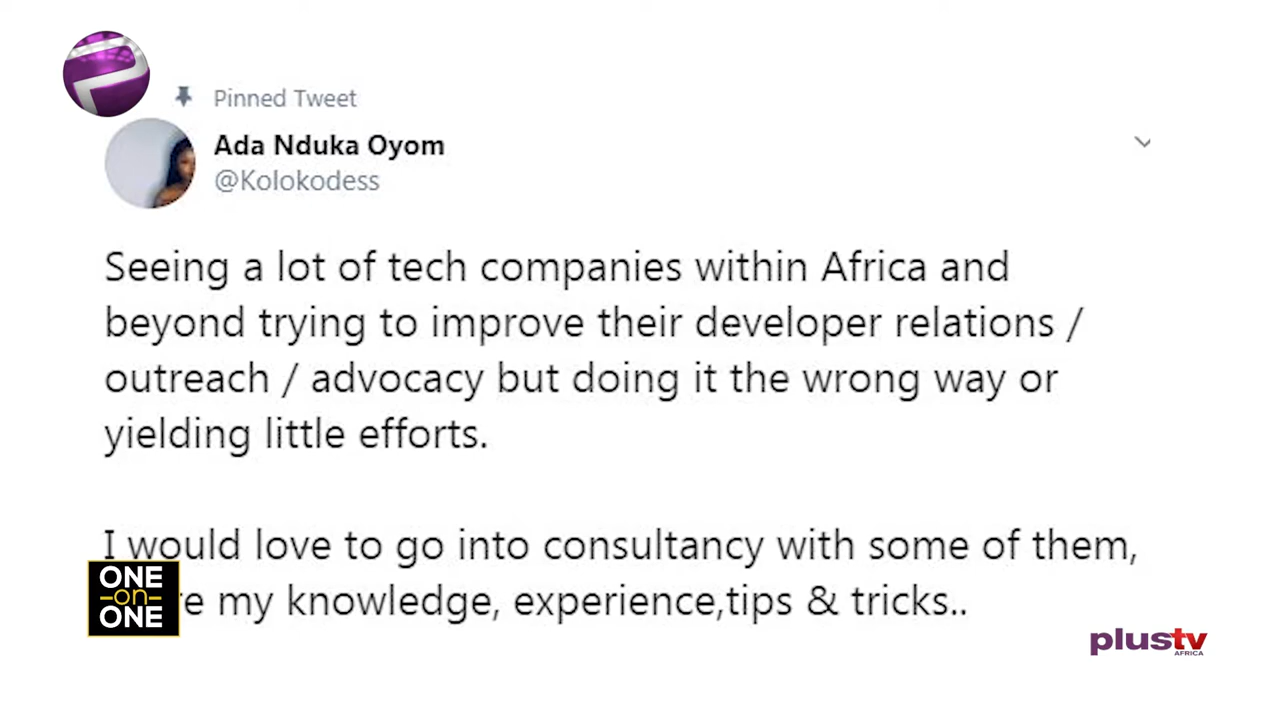 Pinned Tweet
Ada Nduka Oyom
@Kolokodess
Seeing a lot of tech companies within Africa and
beyond trying to improve their developer relations /
outreach / advocacy but doing it the wrong way or
yielding little efforts.
I would love to go into consultancy with some of them,
my knowledge, experience,tips & tricks..
ONE
-on-
ONE
plustv
AFRICA